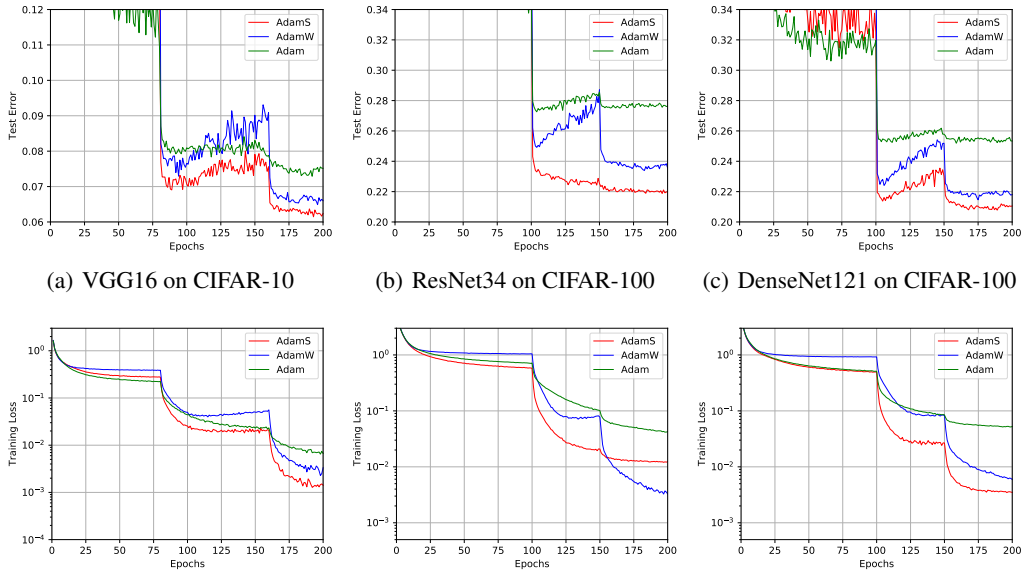 0.12
0.11
0.10
0.09
0.08
0.07
0.06
Test Error
0 25 50 75 100 125 150 175 200
Epochs
AdamS
AdamW
Adam
0.34
0.32
0.30
0.28
0.26
0.24
0.22
0.20
Test Error
0 25 50 75 100 125 150 175 200
Epochs
AdamS
AdamW
Adam
0.34
0.32
0.30
0.28
0.26
0.24
0.22
0.20
Test Error
0 25 50 75 100 125 150 175 200
Epochs
AdamS
AdamW
Adam
(a) VGG16 on CIFAR-10
(b) ResNet34 on CIFAR-100
(c) DenseNet121 on CIFAR-100
10⁰
10⁻¹
10⁻²
10⁻³
10⁻⁴
Training Loss
0 25 50 75 100 125 150 175 200
Epochs
AdamS
AdamW
Adam
10⁰
10⁻¹
10⁻²
10⁻³
Training Loss
0 25 50 75 100 125 150 175 200
Epochs
AdamS
AdamW
Adam
10⁰
10⁻¹
10⁻²
10⁻³
Training Loss
0 25 50 75 100 125 150 175 200
Epochs
AdamS
AdamW
Adam